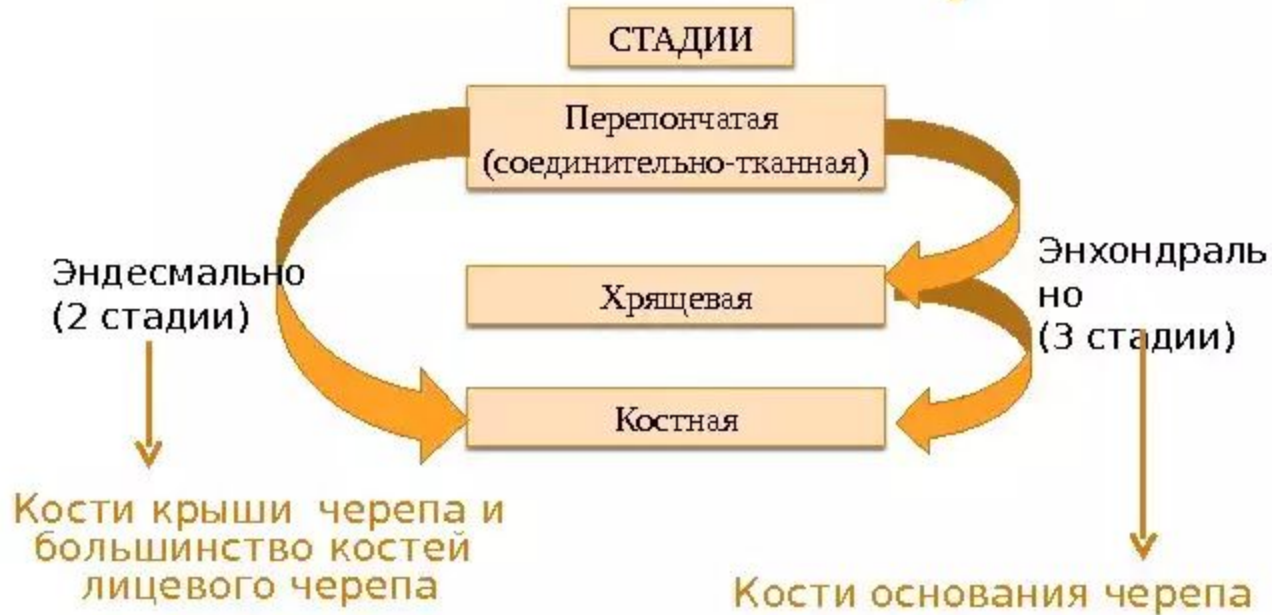 СТАДИИ
Перепончатая
(соединительно-тканная)
Эндесмально
(2 стадии)
Хрящевая
Энхондраль
но
(3 стадии)
Костная
Кости крыши черепа и
большинство костей
лицевого черепа
Кости основания черепа